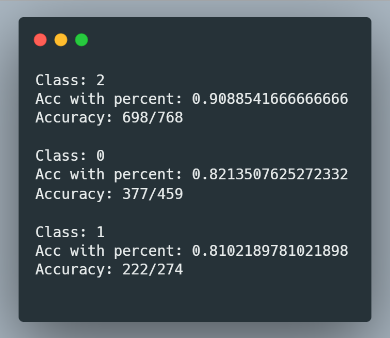 Class: 2
Acc with percent: 0.9088541666666666
Accuracy: 698/768
Class: 0
Acc with percent: 0.8213507625272332
Accuracy: 377/459
Class: 1
Acc with percent: 0.8102189781021898
Accuracy: 222/274